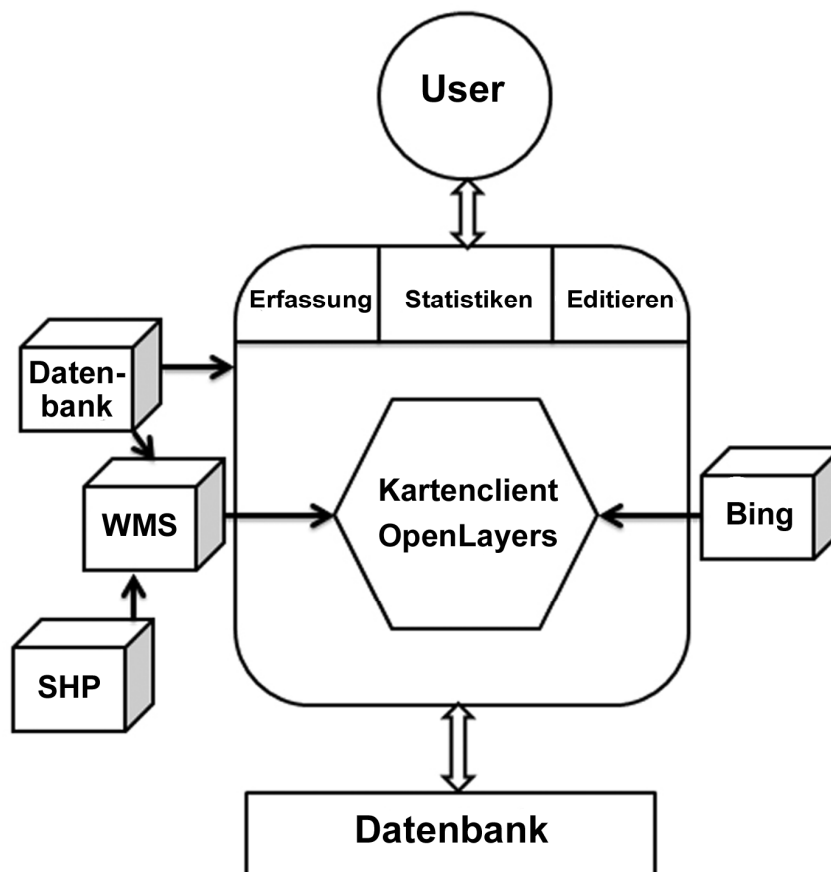 User
Erfassung
Statistiken
Editieren
Daten-
bank
Kartenclient
OpenLayers
WMS
Bing
SHP
Datenbank